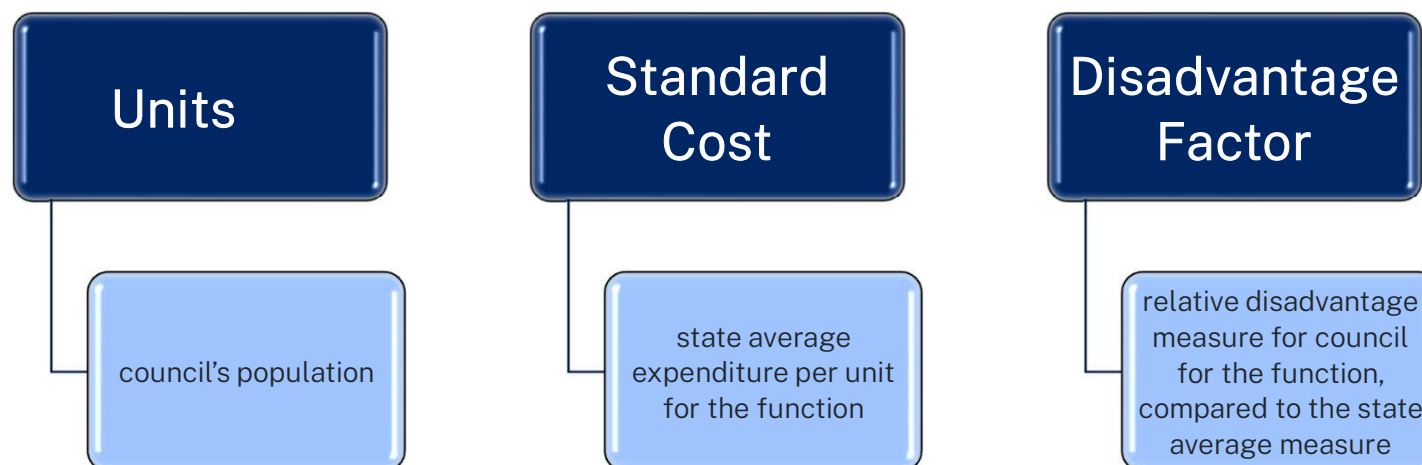 Units
council's population
Standard
Cost
state average
expenditure per unit
for the function
Disadvantage
Factor
relative disadvantage
measure for council
for the function,
compared to the state
average measure